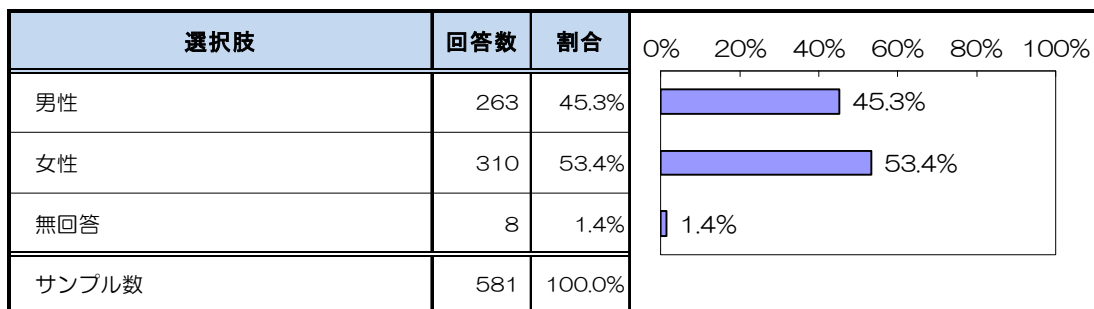 選択肢 回答数 割合
男性 263 45.3%
女性 310 53.4%
無回答 8 1.4%
サンプル数 581 100.0%
0% 20% 40% 60% 80% 100%
45.3%
53.4%
1.4%